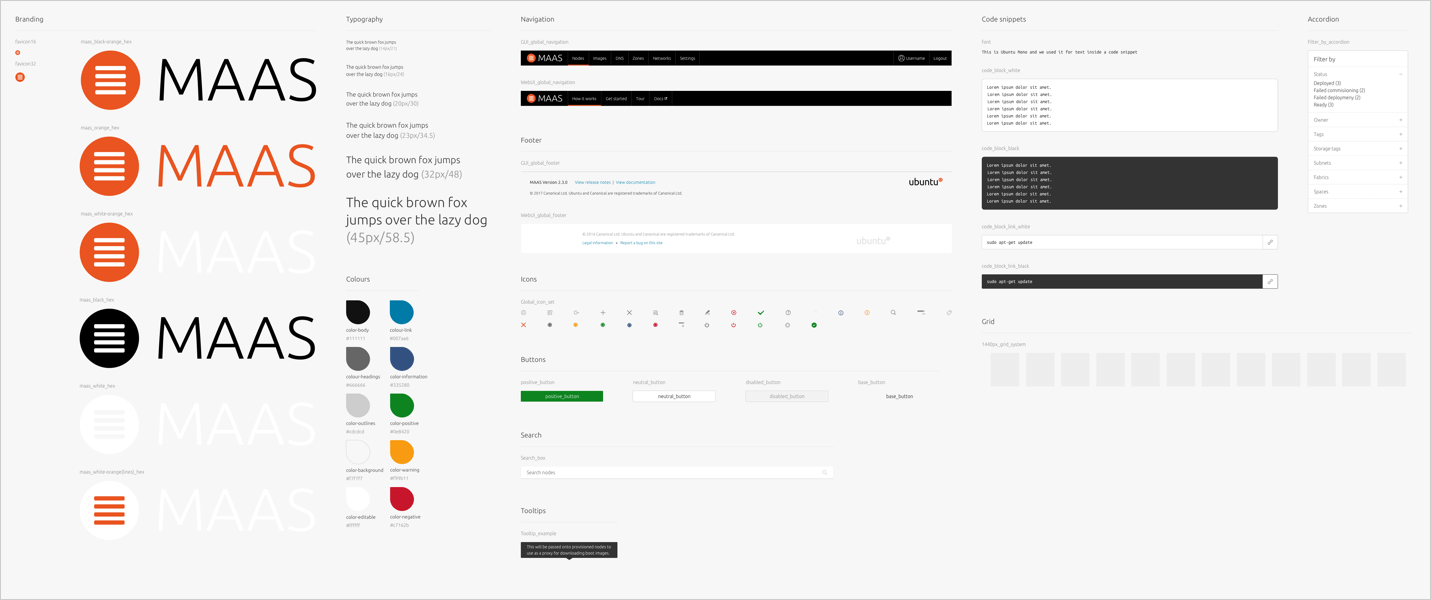 Branding
favicon16
favicon32
maas_black-orange_hex
MAAS
maas_orange_hex
MAAS
maas_white-orange_hex
MAAS
maas_black_hex
MAAS
maas_white_hex
MAAS
maas_white-orange(lines)_hex
MAAS
Typography
The quick brown fox jumps
over the lazy dog (14px/21)
The quick brown fox jumps
over the lazy dog (16px/24)
The quick brown fox jumps
over the lazy dog (20px/30)
The quick brown fox jumps
over the lazy dog (23px/34.5)
The quick brown fox jumps
over the lazy dog (32px/48)
The quick brown fox
jumps over the lazy dog
(45px/58.5)
Colours
color-body
#111111
colour-link
#007aa6
colour-headings
#666666
color-information
#335280
color-outlines
#cdcdcd
color-positive
#0e8420
color-background
#f7f7f7
color-warning
#f99b11
color-editable
#ffffff
color-negative
#c7162b
Navigation
GUI_global_navigation
MAAS Nodes Images DNS Zones Networks Settings Username Logout
WebUI_global_navigation
MAAS How it works Get started Tour Docs
Footer
GUI_global_footer
MAAS Version 2.3.0 View release notes | View documentation
© 2017 Canonical Ltd. Ubuntu and Canonical are registered trademarks of Canonical Ltd.
ubuntu
WebUI_global_footer
© 2016 Canonical Ltd. Ubuntu and Canonical are registered trademarks of Canonical Ltd.
Legal information • Report a bug on this site
ubuntu
Icons
Global_icon_set
Buttons
positive_button
neutral_button
disabled_button
base_button
positive_button
neutral_button
disabled_button
base_button
Search
Search_box
Search nodes
Tooltips
Tooltip_example
This will be passed onto provisioned nodes to
use as a proxy for downloading boot images.
Code snippets
font
This is Ubuntu Mono and we used it for text inside a code snippet
code_block_white
Lorem ipsum dolor sit amet.
Lorem ipsum dolor sit amet.
Lorem ipsum dolor sit amet.
Lorem ipsum dolor sit amet.
Lorem ipsum dolor sit amet.
Lorem ipsum dolor sit amet.
code_block_black
Lorem ipsum dolor sit amet.
Lorem ipsum dolor sit amet.
Lorem ipsum dolor sit amet.
Lorem ipsum dolor sit amet.
Lorem ipsum dolor sit amet.
Lorem ipsum dolor sit amet.
code_block_link_white
sudo apt-get update
code_block_link_black
sudo apt-get update
Grid
1440px_grid_system
Accordion
Filter_by_accordion
Filter by
Status
Deployed (3)
Failed commisioning (2)
Failed deploymeny (2)
Ready (3)
Owner
Tags
Storage tags
Subnets
Fabrics
Spaces
Zones